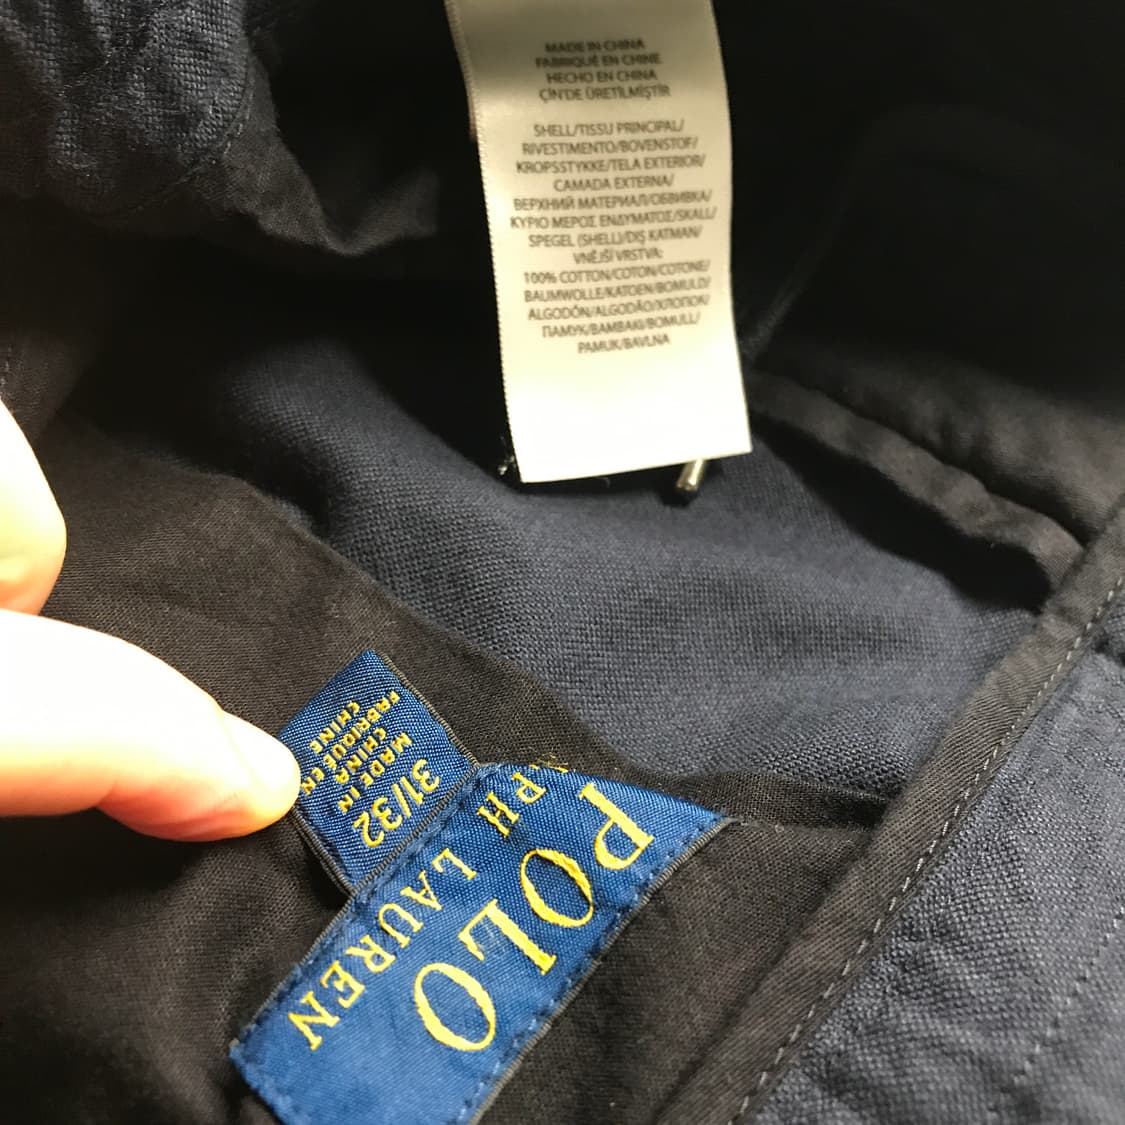 MADE IN CHINA
FABRIQUÉ EN CHINE
HECHO EN CHINA
ÇİN'DE ÜRETİLMİŞTİR
SHELL/TISSU PRINCIPAL/
RIVESTIMENTO/BOVENSTOF/
KROPSSTYKKE/TELA EXTERIOR/
CAMADA EXTERNA/
ВЕРХНИЙ МАТЕРИАЛ/ОБВИВКА/
ΚΥΡΙΟ ΜΕΡΟΣ ΕΝΔΥΜΑΤΟΣ/SKALL/
SPEGEL (SHELL)/DIŞ KATMAN/
VNĚJŠÍ VRSTVA:
100% COTTON/COTON/COTONE/
BAUMWOLLE/KATOEN/BOMULD/
ALGODÓN/ALGODÃO/ХЛОПОК/
ПАМУК/ΒΑΜΒΑΚΙ/BOMULL/
PAMUK/BAVLNA
POLO
LAUREN
31/32
MADE IN
CHINA
FABRIQUÉ EN
CHINE